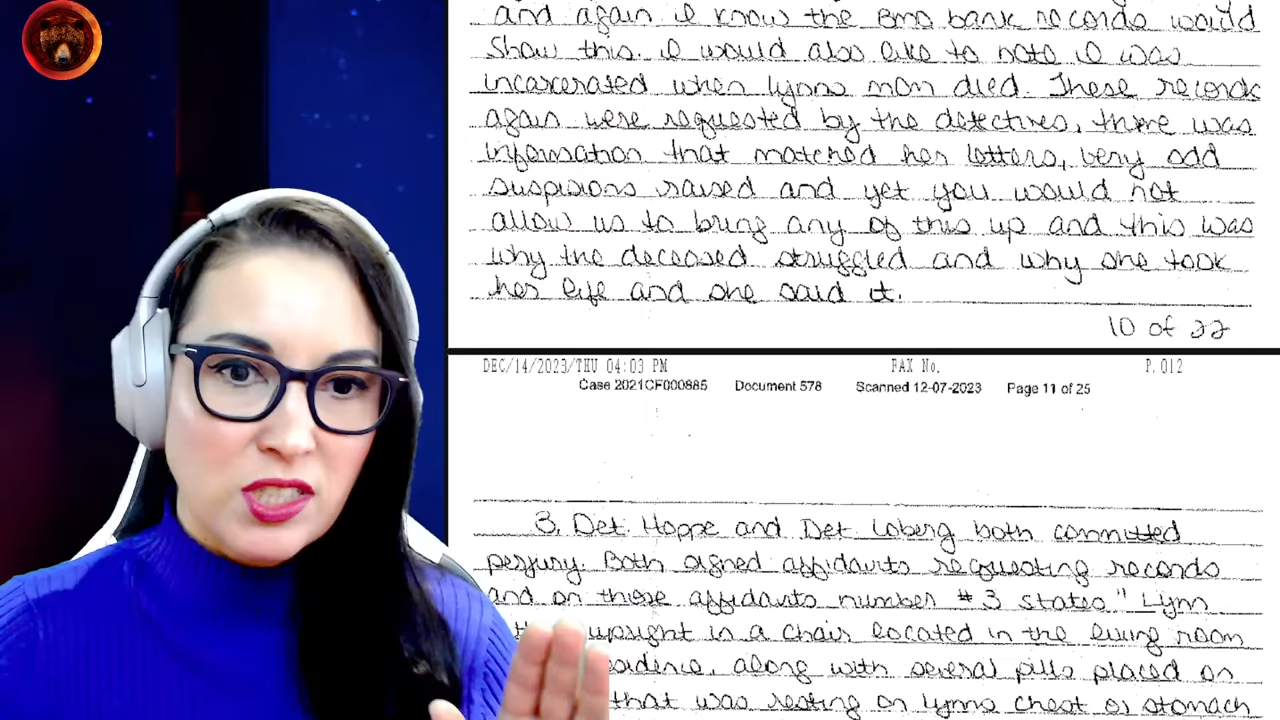 and again I know the BMO bank records would
show this. I would also like to note I was
incarcerated when Lynns mom died. These records
again were requested by the detectives, there was
information that matched her letters, very odd
suspisions raised and yet you would not
allow us to bring any of this up and this was
why the deceased struggled and why she took
her life and she said it.
10 of 22
DEC/14/2023/THU 04:03 PM FAX No. P.012
Case 2021CF000885 Document 578 Scanned 12-07-2023 Page 11 of 25
3. Det Hoppe and Det Loberg both committed
perjury. Both signed affidavits requesting records
and on those affidavits number #3 states "Lynn
upright in a chair located in the living room
along with several pills placed on
that was resting on Lynns chest or stomach